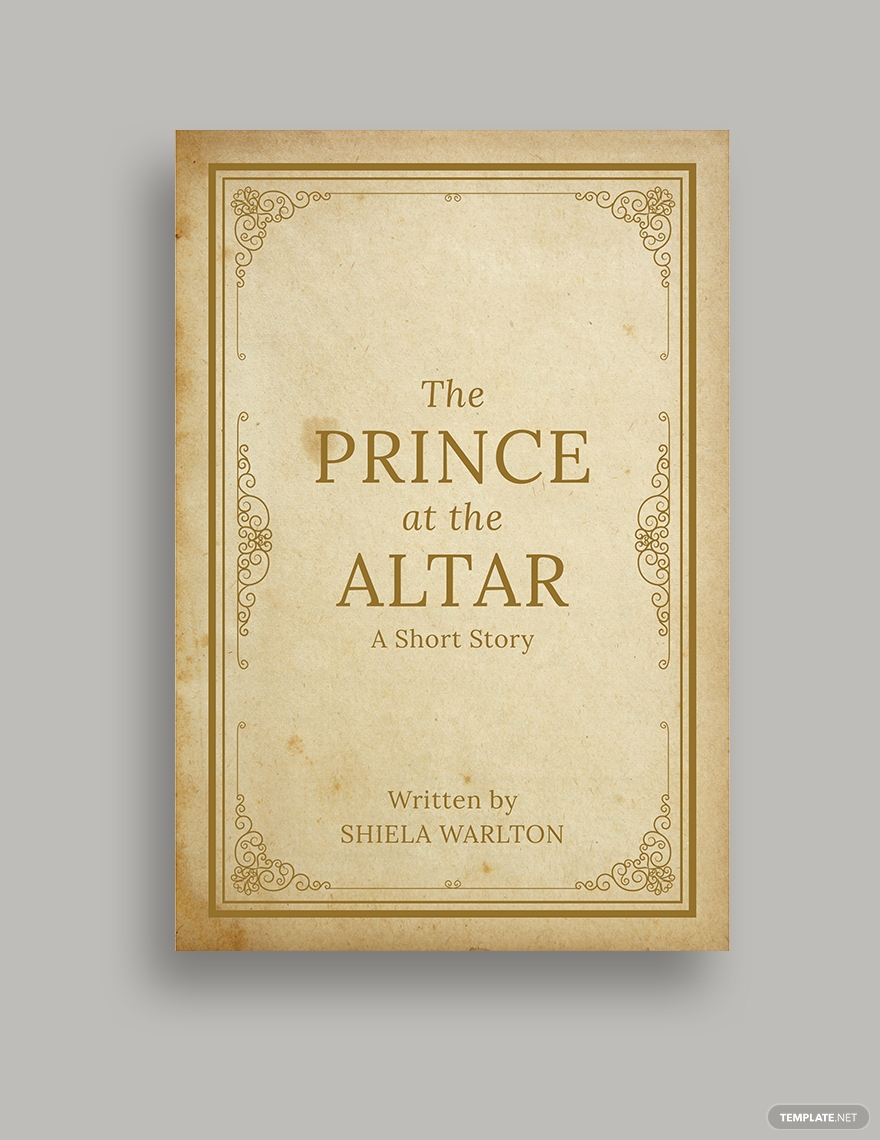 The
PRINCE
at the
ALTAR
A Short Story
Written by
SHIELA WARLTON
TEMPLATE.NET